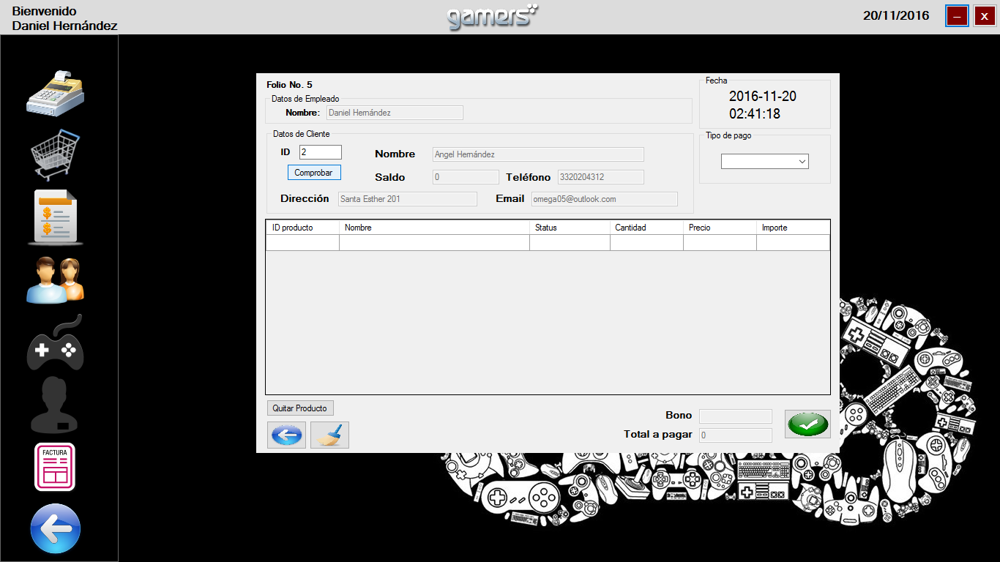 Bienvenido
Daniel Hernández
gamers
20/11/2016
X
Folio No. 5
Datos de Empleado
Nombre: Daniel Hernández
Fecha
2016-11-20
02:41:18
Datos de Cliente
ID 2
Comprobar
Nombre Angel Hernández
Saldo 0 Teléfono 3320204312
Dirección Santa Esther 201 Email omega05@outlook.com
Tipo de pago
ID producto Nombre Status Cantidad Precio Importe
Quitar Producto
Bono
Total a pagar 0
FACTURA